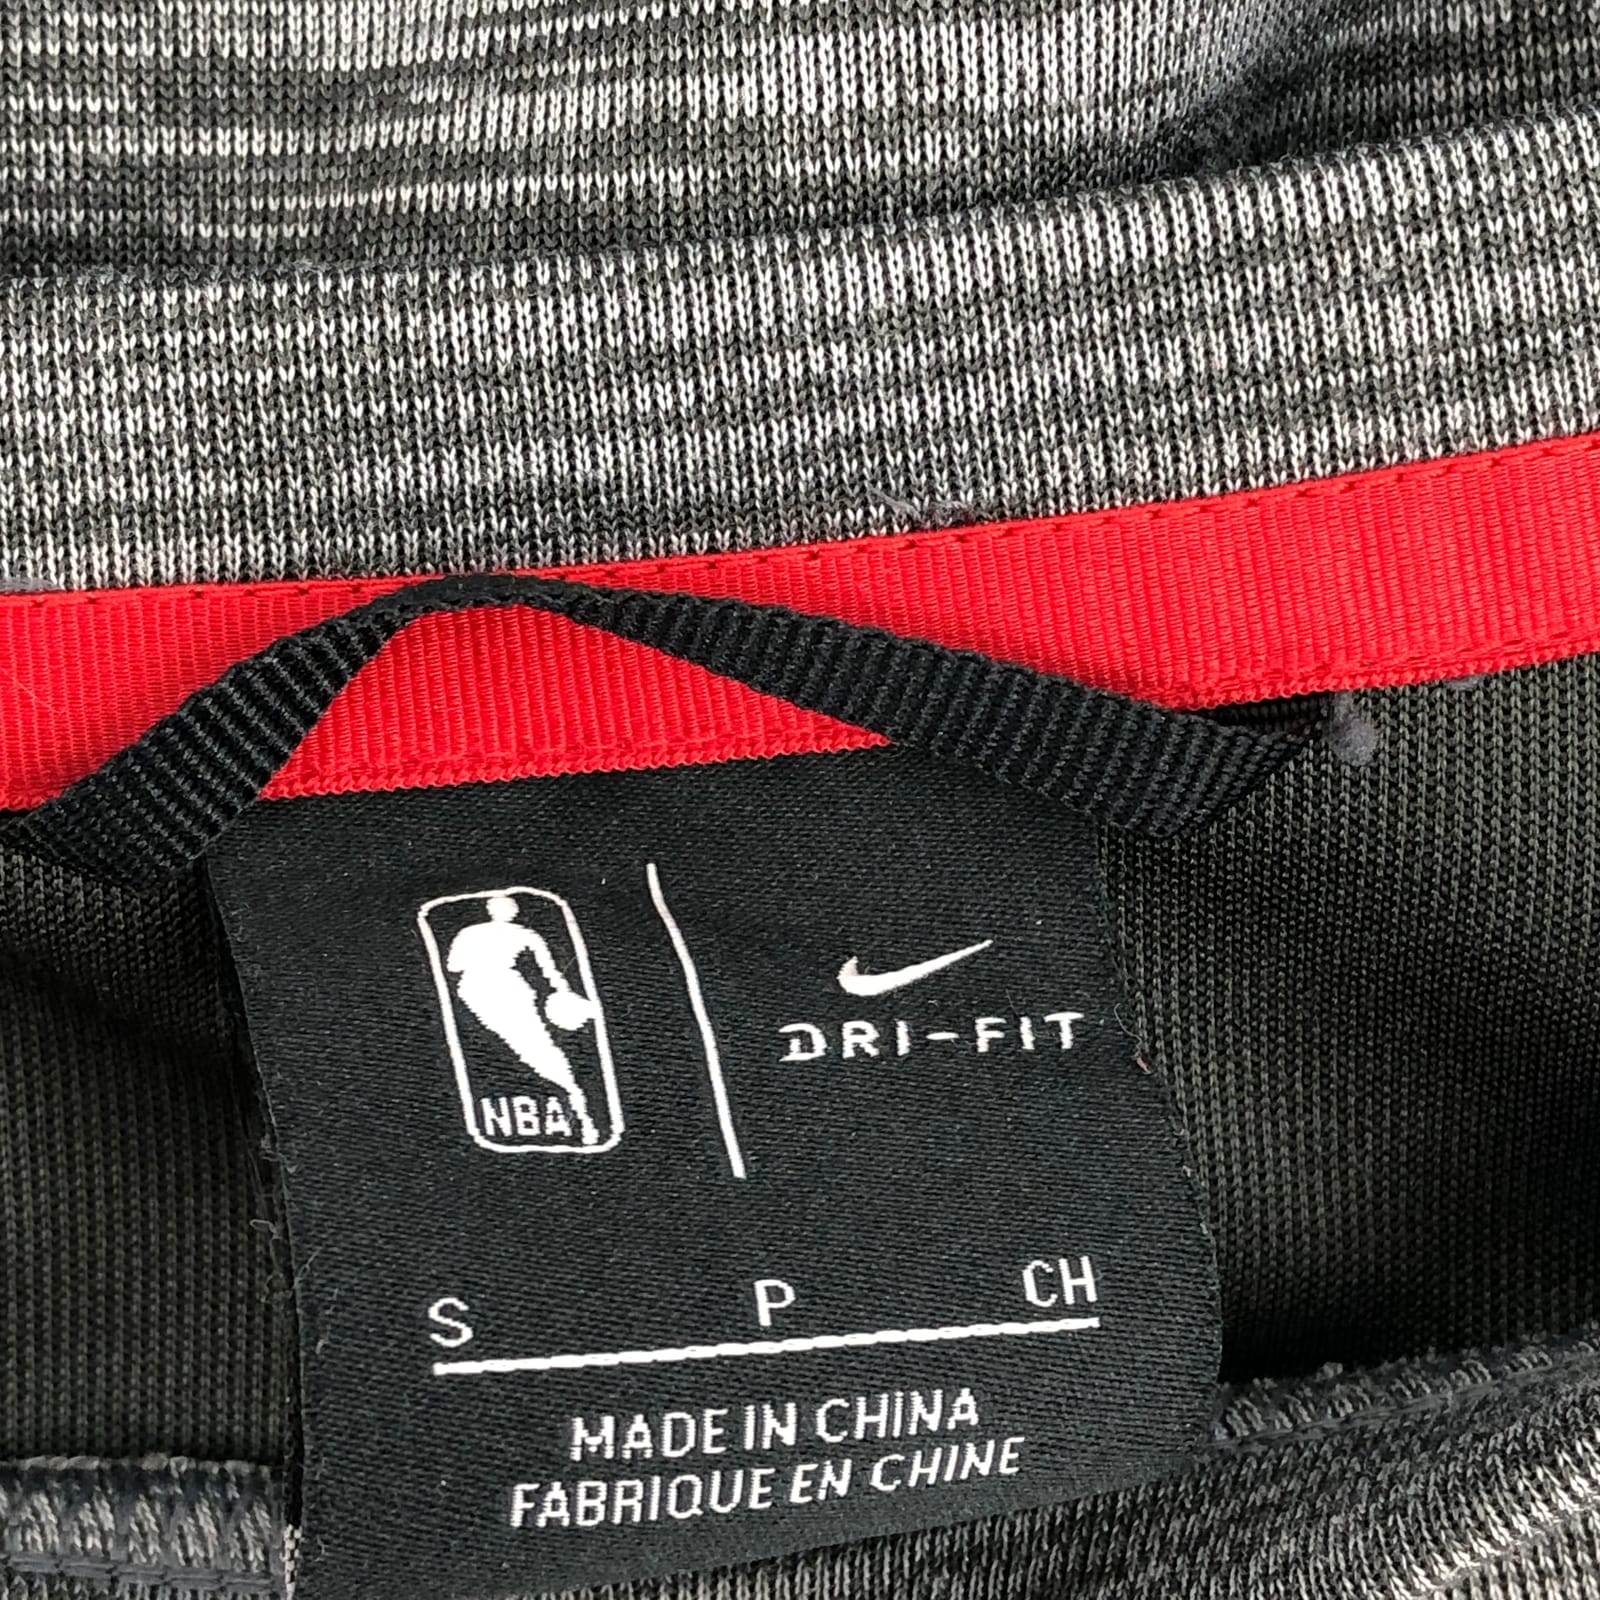 NBA
DRI-FIT
S P CH
MADE IN CHINA
FABRIQUE EN CHINE